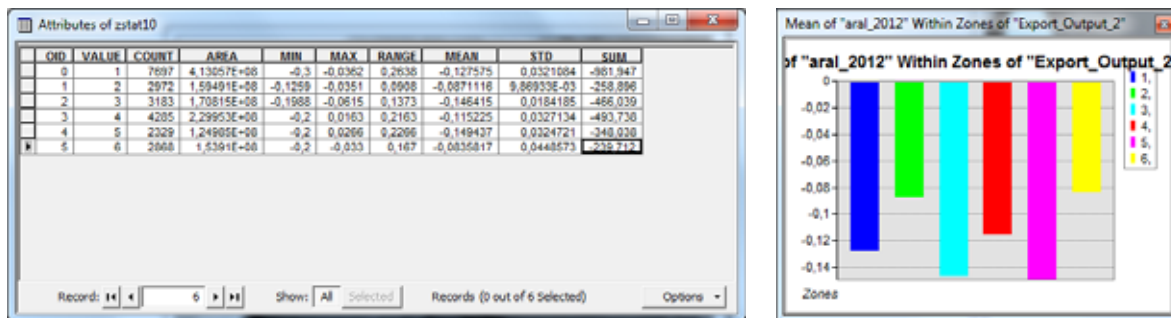 Attributes of zstat10
OID VALUE COUNT AREA MIN MAX RANGE MEAN STD SUM
0 1 7697 4,13057E+08 -0,3 -0,0362 0,2638 -0,127575 0,0321084 -981,947
1 2 2972 1,59491E+08 -0,1259 -0,0351 0,0908 -0,0871116 9,86933E-03 -258,896
2 3 3183 1,70815E+08 -0,1988 -0,0615 0,1373 -0,146415 0,0184185 -466,039
3 4 4285 2,29953E+08 -0,2 0,0163 0,2163 -0,115225 0,0327134 -493,738
4 5 2329 1,24985E+08 -0,2 0,0266 0,2266 -0,149437 0,0324721 -348,038
5 6 2868 1,5391E+08 -0,2 -0,033 0,167 -0,0835817 0,0448573 -239,712
Record: 6 Show: All Selected Records (0 out of 6 Selected) Options
Mean of "aral_2012" Within Zones of "Export_Output_2"
of "aral_2012" Within Zones of "Export_Output_2
0
-0,02
-0,04
-0,06
-0,08
-0,1
-0,12
-0,14
Zones
1,
2,
3,
4,
5,
6,